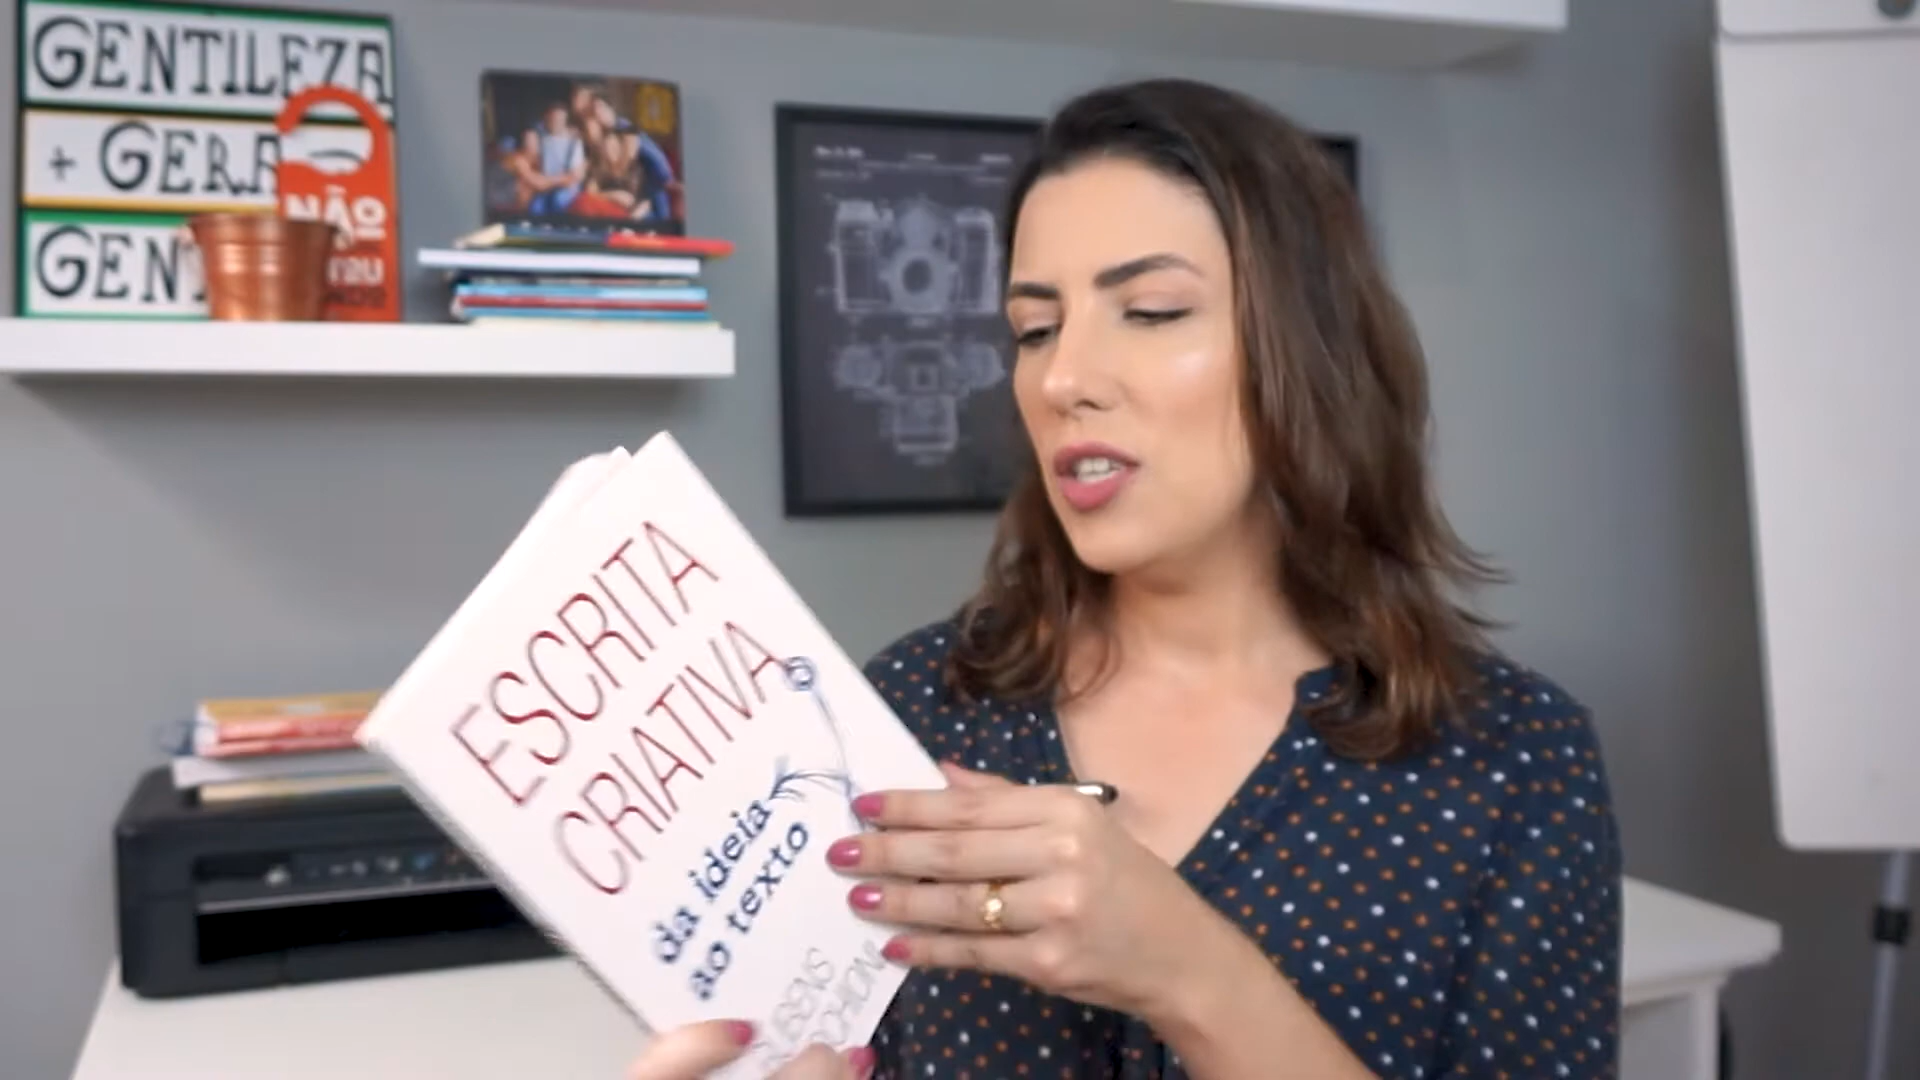 GENTILEZA
+ GERA
GEN
NÃO
ESCRITA
CRIATIVA
da ideia
ao texto